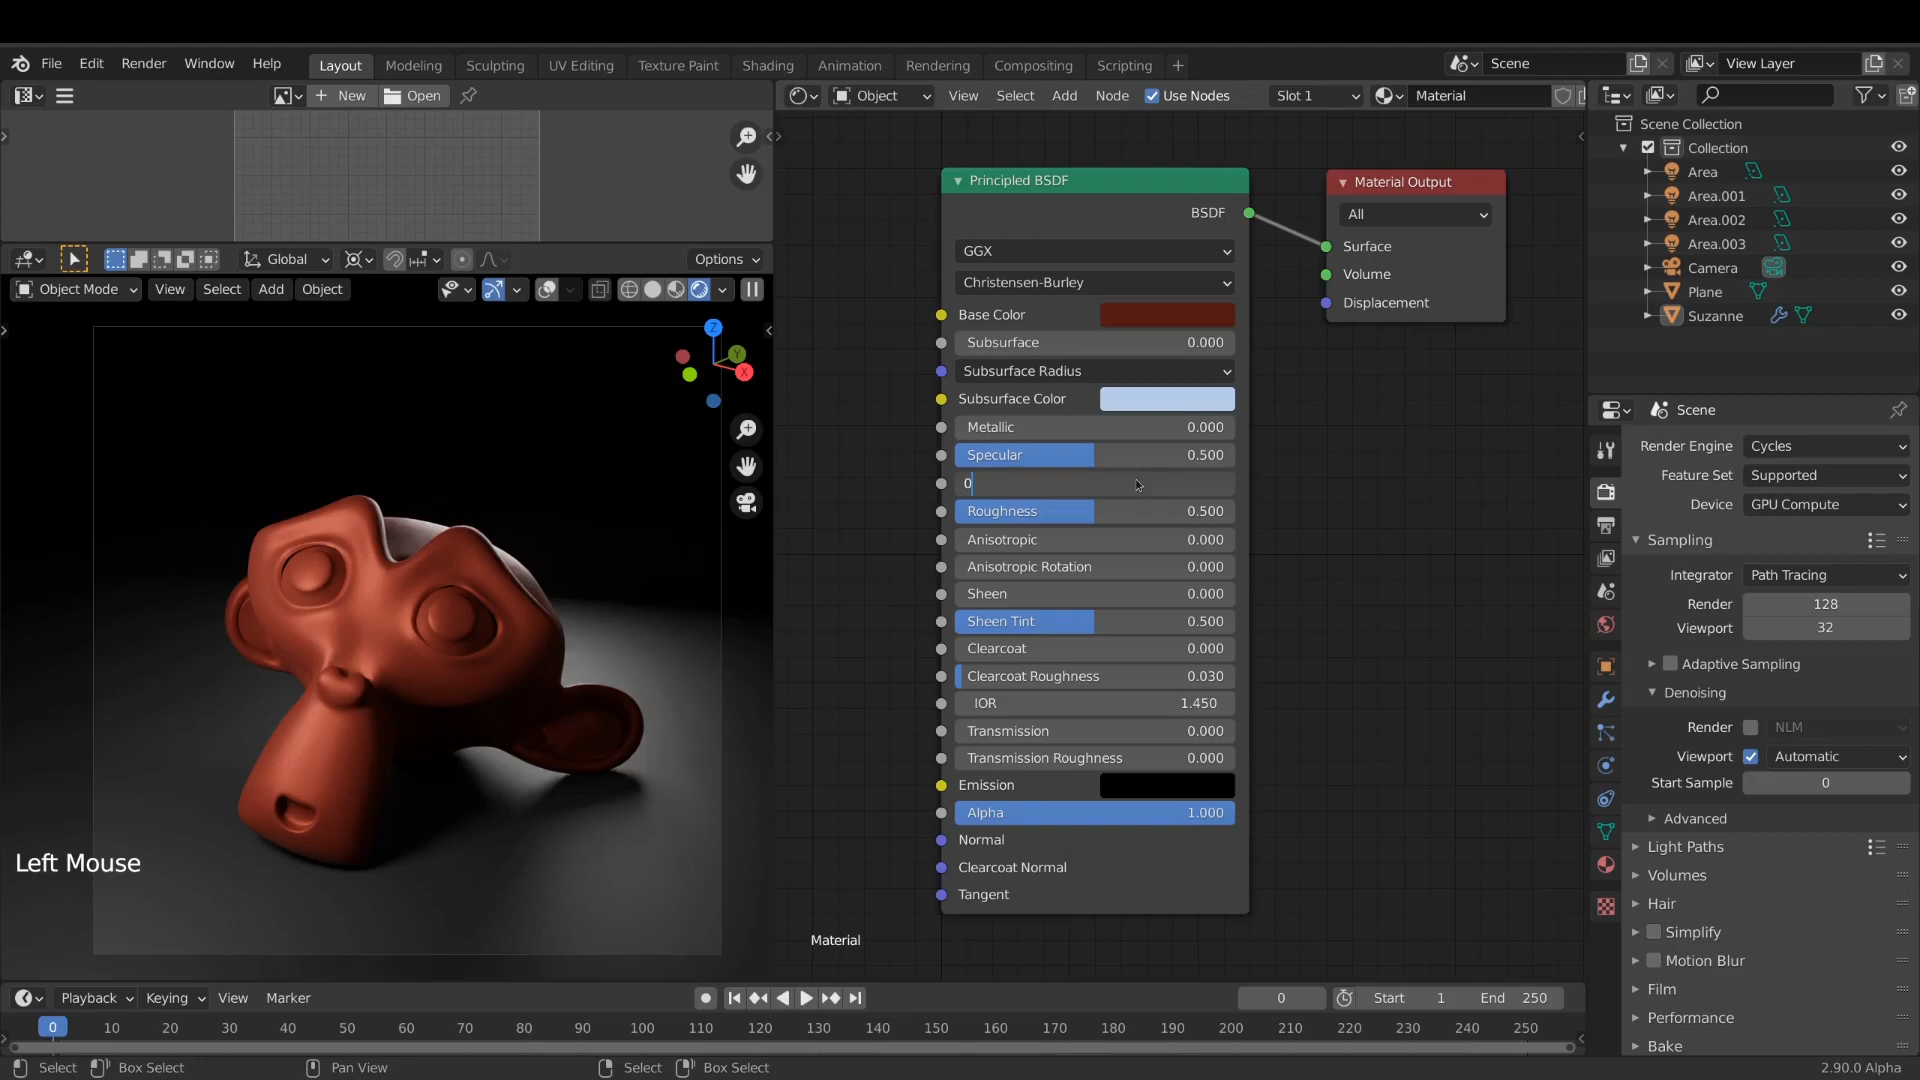 File Edit Render Window Help Layout Modeling Sculpting UV Editing Texture Paint Shading Animation Rendering Compositing Scripting + Scene View Layer
+ New Open
Object View Select Add Node Use Nodes Slot 1 Material
Scene Collection
Collection
Area
Area.001
Area.002
Area.003
Camera
Plane
Suzanne
Global Options
Object Mode View Select Add Object
Z
Y
X
Left Mouse
Principled BSDF
BSDF
GGX
Christensen-Burley
Base Color
Subsurface 0.000
Subsurface Radius
Subsurface Color
Metallic 0.000
Specular 0.500
0
Roughness 0.500
Anisotropic 0.000
Anisotropic Rotation 0.000
Sheen 0.000
Sheen Tint 0.500
Clearcoat 0.000
Clearcoat Roughness 0.030
IOR 1.450
Transmission 0.000
Transmission Roughness 0.000
Emission
Alpha 1.000
Normal
Clearcoat Normal
Tangent
Material Output
All
Surface
Volume
Displacement
Material
Scene
Render Engine Cycles
Feature Set Supported
Device GPU Compute
Sampling
Integrator Path Tracing
Render 128
Viewport 32
Adaptive Sampling
Denoising
Render NLM
Viewport Automatic
Start Sample 0
Advanced
Light Paths
Volumes
Hair
Simplify
Motion Blur
Film
Performance
Bake
Playback Keying View Marker 0 Start 1 End 250
0 10 20 30 40 50 60 70 80 90 100 110 120 130 140 150 160 170 180 190 200 210 220 230 240 250
Select Box Select Pan View Select Box Select 2.90.0 Alpha